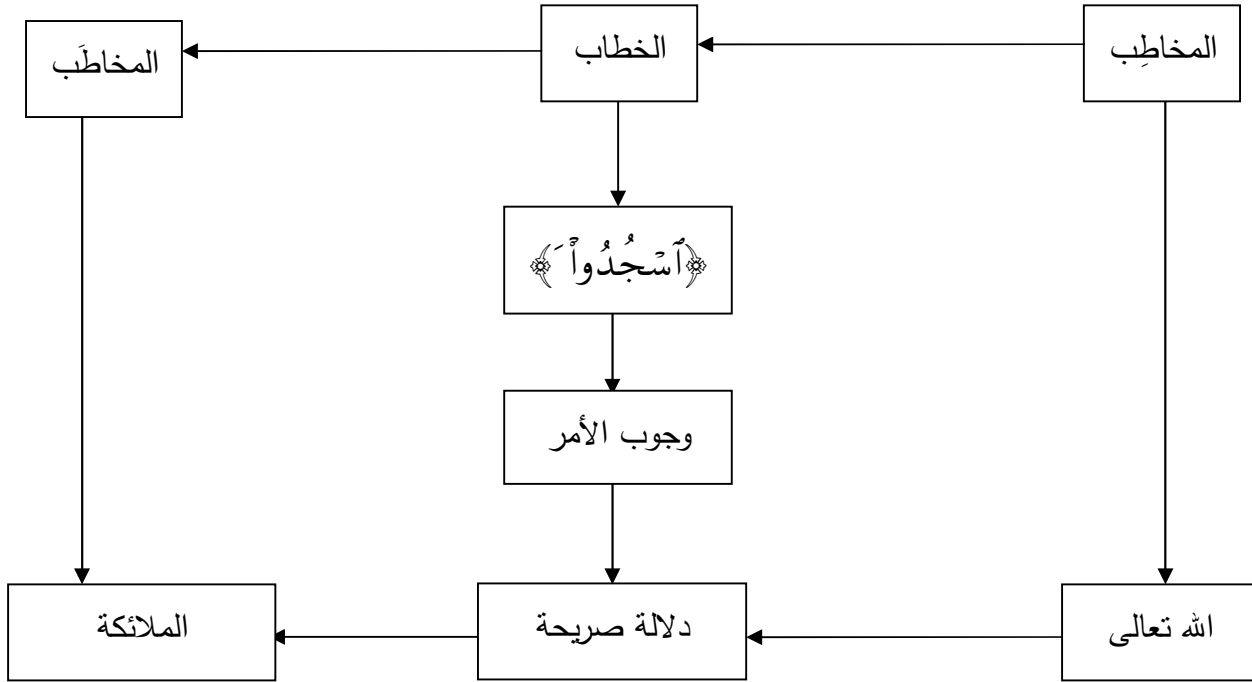 المخاطِب
الخطاب
المخاطَب
﴿ٱسۡجُدُواْ َ﴾
وجوب الأمر
الله تعالى
دلالة صريحة
الملائكة